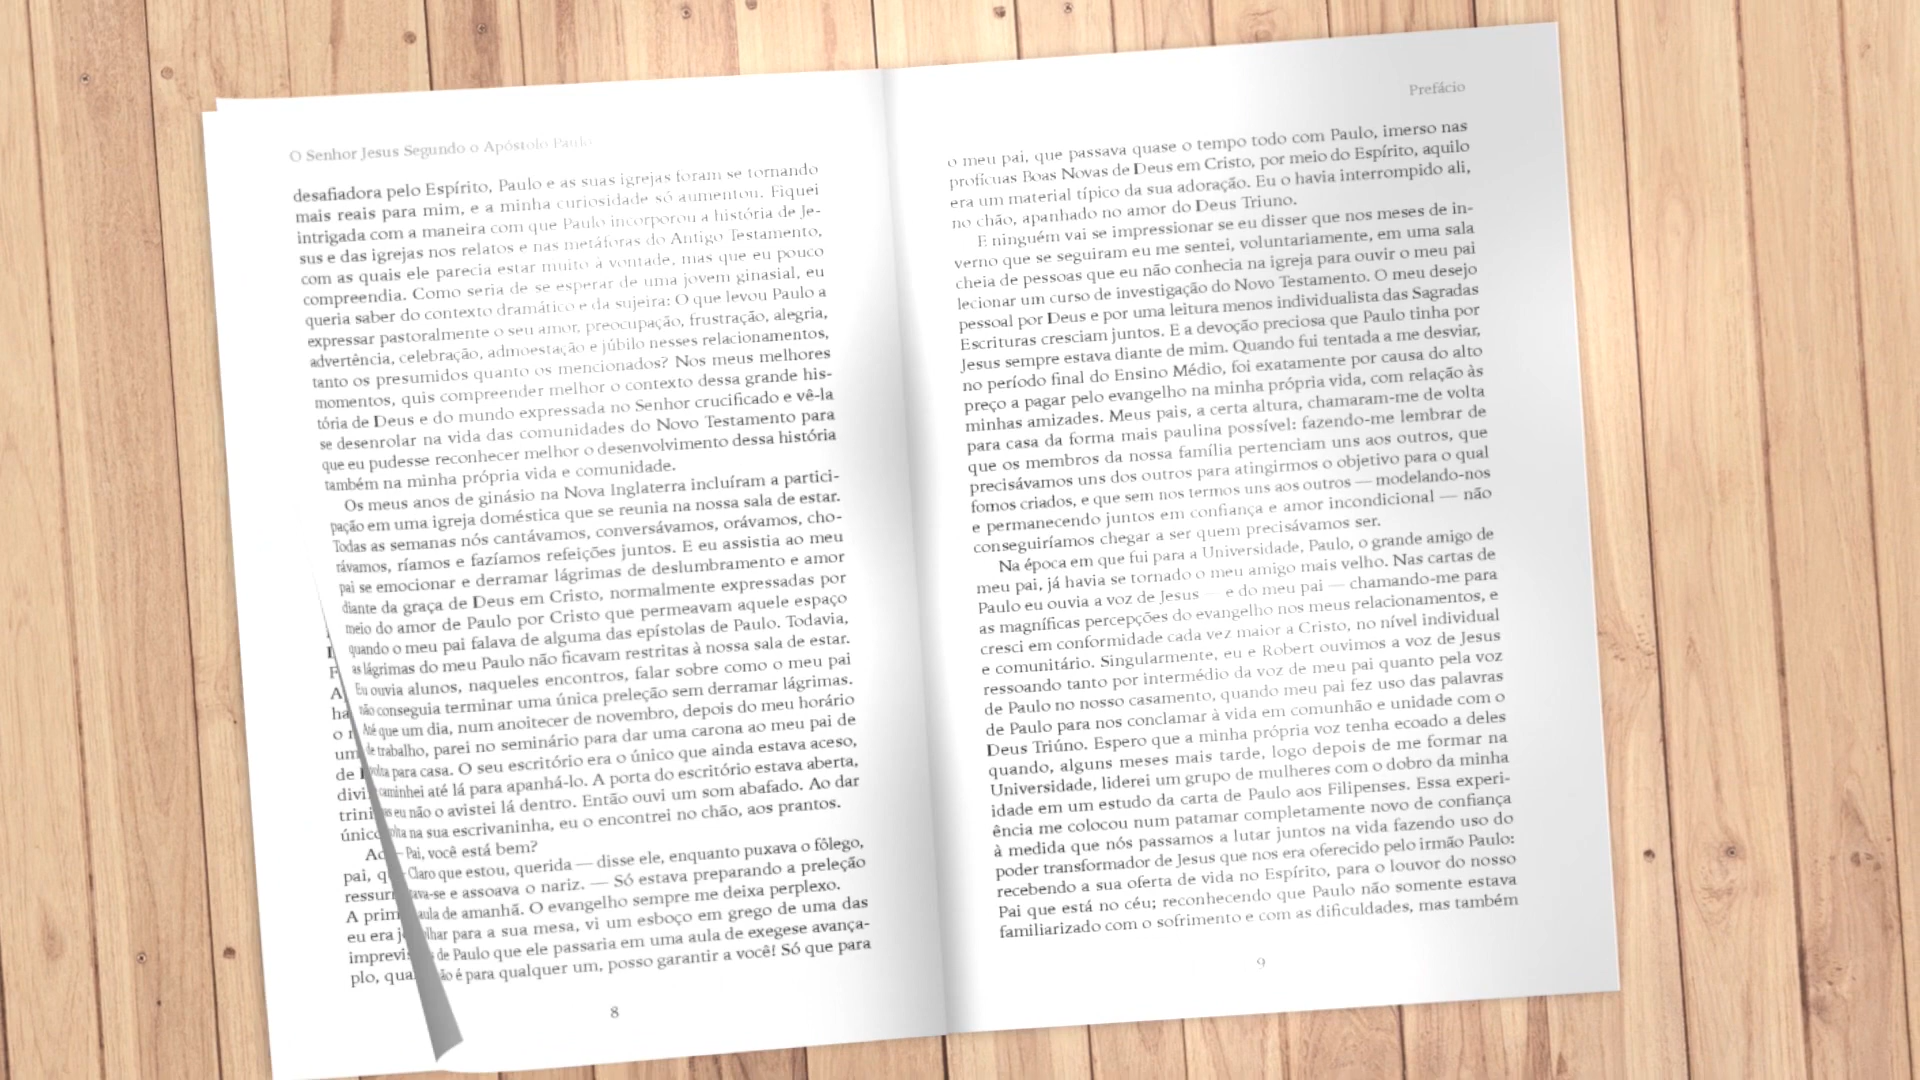 O Senhor Jesus Segundo o Apóstolo Paulo
desafiadora pelo Espírito, Paulo e as suas igrejas foram se tornando
mais reais para mim, e a minha curiosidade só aumentou. Fiquei
intrigada com a maneira com que Paulo incorporou a história de Je-
sus e das igrejas nos relatos e nas metáforas do Antigo Testamento,
com as quais ele parecia estar muito à vontade, mas que eu pouco
compreendia. Como seria de se esperar de uma jovem ginasial, eu
queria saber do contexto dramático e da sujeira: O que levou Paulo a
expressar pastoralmente o seu amor, preocupação, frustração, alegria,
advertência, celebração, admoestação e júbilo nesses relacionamentos,
tanto os presumidos quanto os mencionados? Nos meus melhores
momentos, quis compreender melhor o contexto dessa grande his-
tória de Deus e do mundo expressada no Senhor crucificado e vê-la
se desenrolar na vida das comunidades do Novo Testamento para
que eu pudesse reconhecer melhor o desenvolvimento dessa história
também na minha própria vida e comunidade.
Os meus anos de ginásio na Nova Inglaterra incluíram a partici-
pação em uma igreja doméstica que se reunia na nossa sala de estar.
Todas as semanas nós cantávamos, conversávamos, orávamos, cho-
rávamos, ríamos e fazíamos refeições juntos. E eu assistia ao meu
pai se emocionar e derramar lágrimas de deslumbramento e amor
diante da graça de Deus em Cristo, normalmente expressadas por
meio do amor de Paulo por Cristo que permeavam aquele espaço
quando o meu pai falava de alguma das epístolas de Paulo. Todavia,
as lágrimas do meu Paulo não ficavam restritas à nossa sala de estar.
Eu ouvia alunos, naqueles encontros, falar sobre como o meu pai
não conseguia terminar uma única preleção sem derramar lágrimas.
Até que um dia, num anoitecer de novembro, depois do meu horário
de trabalho, parei no seminário para dar uma carona ao meu pai de
volta para casa. O seu escritório era o único que ainda estava aceso,
caminhei até lá para apanhá-lo. A porta do escritório estava aberta,
eu não o avistei lá dentro. Então ouvi um som abafado. Ao dar
volta na sua escrivaninha, eu o encontrei no chão, aos prantos.
— Pai, você está bem?
Claro que estou, querida — disse ele, enquanto puxava o fôlego,
-se e assoava o nariz. — Só estava preparando a preleção
aula de amanhã. O evangelho sempre me deixa perplexo.
para a sua mesa, vi um esboço em grego de uma das
de Paulo que ele passaria em uma aula de exegese avança-
é para qualquer um, posso garantir a você! Só que para
8
Prefácio
o meu pai, que passava quase o tempo todo com Paulo, imerso nas
profícuas Boas Novas de Deus em Cristo, por meio do Espírito, aquilo
era um material típico da sua adoração. Eu o havia interrompido ali,
no chão, apanhado no amor do Deus Triuno.
E ninguém vai se impressionar se eu disser que nos meses de in-
verno que se seguiram eu me sentei, voluntariamente, em uma sala
cheia de pessoas que eu não conhecia na igreja para ouvir o meu pai
lecionar um curso de investigação do Novo Testamento. O meu desejo
pessoal por Deus e por uma leitura menos individualista das Sagradas
Escrituras cresciam juntos. E a devoção preciosa que Paulo tinha por
Jesus sempre estava diante de mim. Quando fui tentada a me desviar,
no período final do Ensino Médio, foi exatamente por causa do alto
preço a pagar pelo evangelho na minha própria vida, com relação às
minhas amizades. Meus pais, a certa altura, chamaram-me de volta
para casa da forma mais paulina possível: fazendo-me lembrar de
que os membros da nossa família pertenciam uns aos outros, que
precisávamos uns dos outros para atingirmos o objetivo para o qual
fomos criados, e que sem nos termos uns aos outros — modelando-nos
e permanecendo juntos em confiança e amor incondicional — não
conseguiríamos chegar a ser quem precisávamos ser.
Na época em que fui para a Universidade, Paulo, o grande amigo de
meu pai, já havia se tornado o meu amigo mais velho. Nas cartas de
Paulo eu ouvia a voz de Jesus — e do meu pai — chamando-me para
as magníficas percepções do evangelho nos meus relacionamentos, e
cresci em conformidade cada vez maior a Cristo, no nível individual
e comunitário. Singularmente, eu e Robert ouvimos a voz de Jesus
ressoando tanto por intermédio da voz de meu pai quanto pela voz
de Paulo no nosso casamento, quando meu pai fez uso das palavras
de Paulo para nos conclamar à vida em comunhão e unidade com o
Deus Triúno. Espero que a minha própria voz tenha ecoado a deles
quando, alguns meses mais tarde, logo depois de me formar na
Universidade, liderei um grupo de mulheres com o dobro da minha
idade em um estudo da carta de Paulo aos Filipenses. Essa experi-
ência me colocou num patamar completamente novo de confiança
à medida que nós passamos a lutar juntos na vida fazendo uso do
poder transformador de Jesus que nos era oferecido pelo irmão Paulo:
recebendo a sua oferta de vida no Espírito, para o louvor do nosso
Pai que está no céu; reconhecendo que Paulo não somente estava
familiarizado com o sofrimento e com as dificuldades, mas também
9